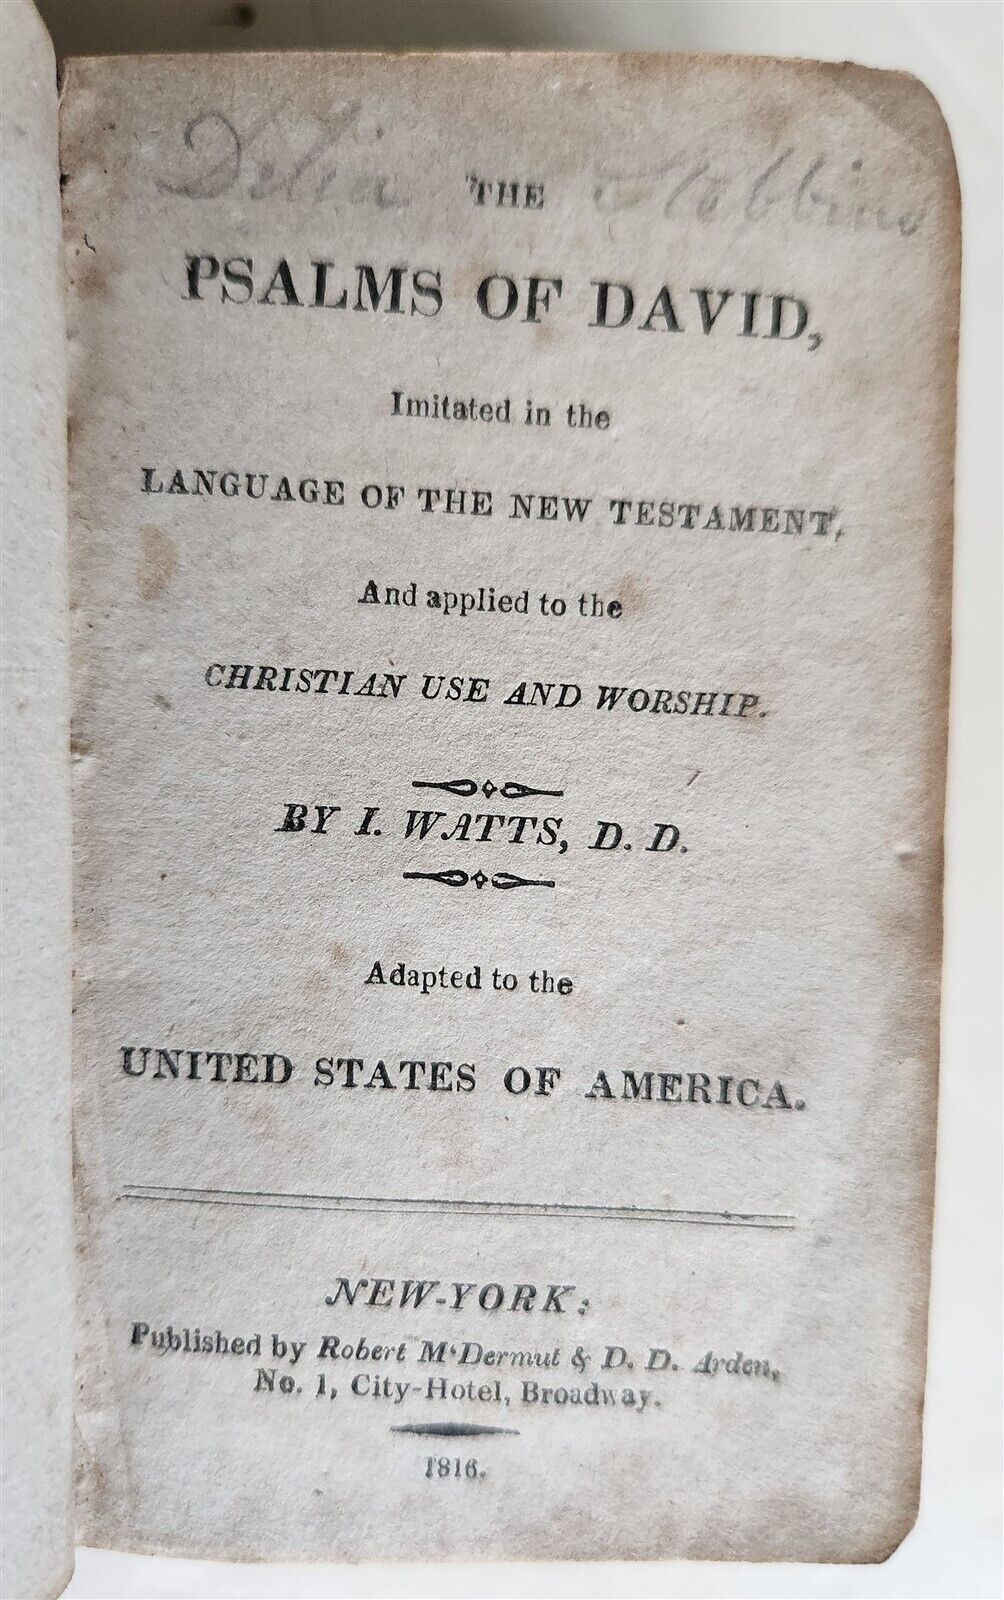 Delia Stebbins
THE
PSALMS OF DAVID,
Imitated in the
LANGUAGE OF THE NEW TESTAMENT,
And applied to the
CHRISTIAN USE AND WORSHIP.
BY I. WATTS, D. D.
Adapted to the
UNITED STATES OF AMERICA.
NEW-YORK:
Published by Robert M'Dermut & D. D. Arden,
No. 1, City-Hotel, Broadway.
1816.